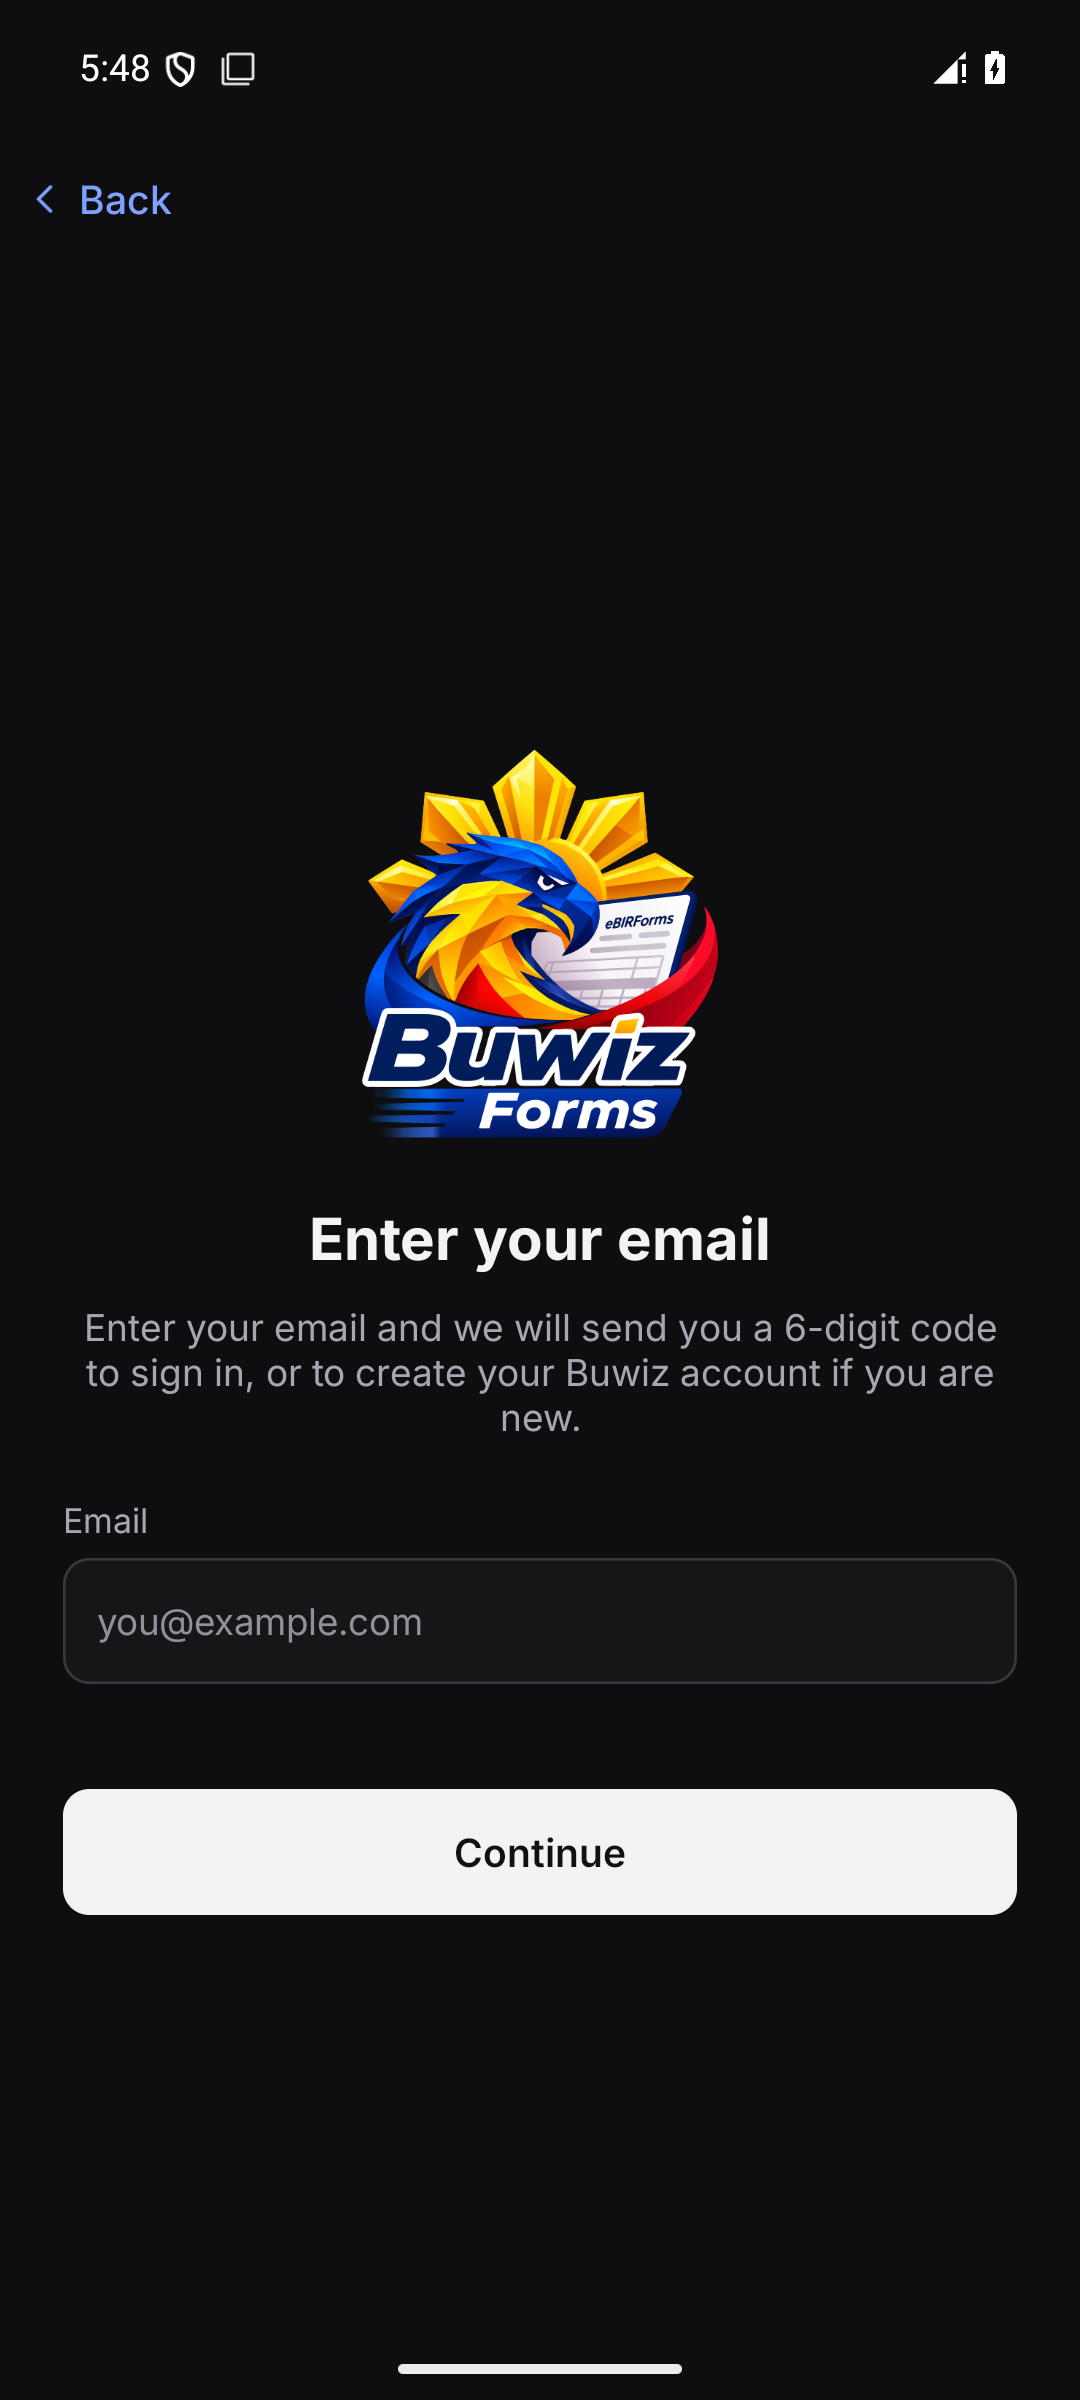 5:48
Back
eBIRForms
Buwiz
Forms
Enter your email
Enter your email and we will send you a 6-digit code
to sign in, or to create your Buwiz account if you are
new.
Email
you@example.com
Continue